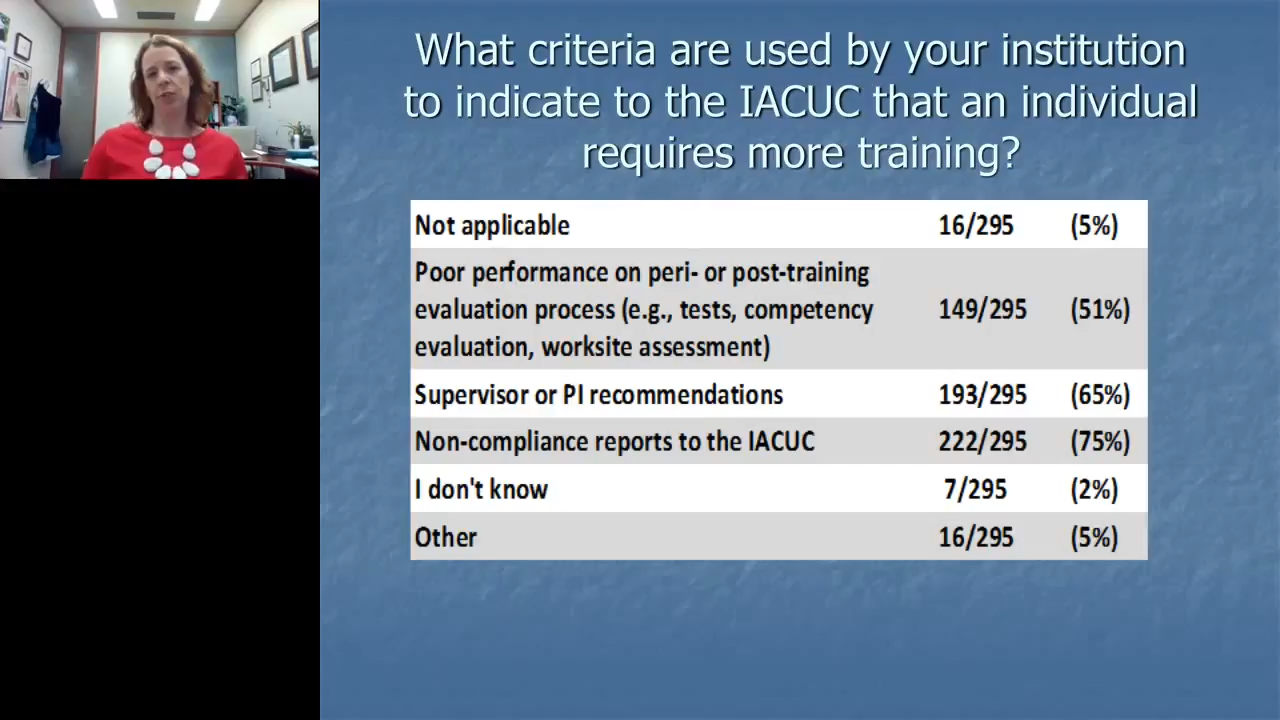 What criteria are used by your institution
to indicate to the IACUC that an individual
requires more training?
Not applicable 16/295 (5%)
Poor performance on peri- or post-training
evaluation process (e.g., tests, competency 149/295 (51%)
evaluation, worksite assessment)
Supervisor or PI recommendations 193/295 (65%)
Non-compliance reports to the IACUC 222/295 (75%)
I don't know 7/295 (2%)
Other 16/295 (5%)